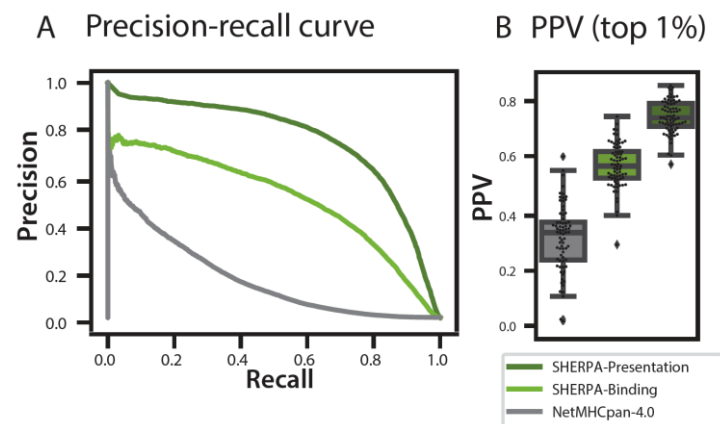 A Precision-recall curve
B PPV (top 1%)
1.0
0.8
0.6
0.4
0.2
0.0
Precision
0.0 0.2 0.4 0.6 0.8 1.0
Recall
0.8
0.6
0.4
0.2
0.0
PPV
SHERPA-Presentation
SHERPA-Binding
NetMHCpan-4.0